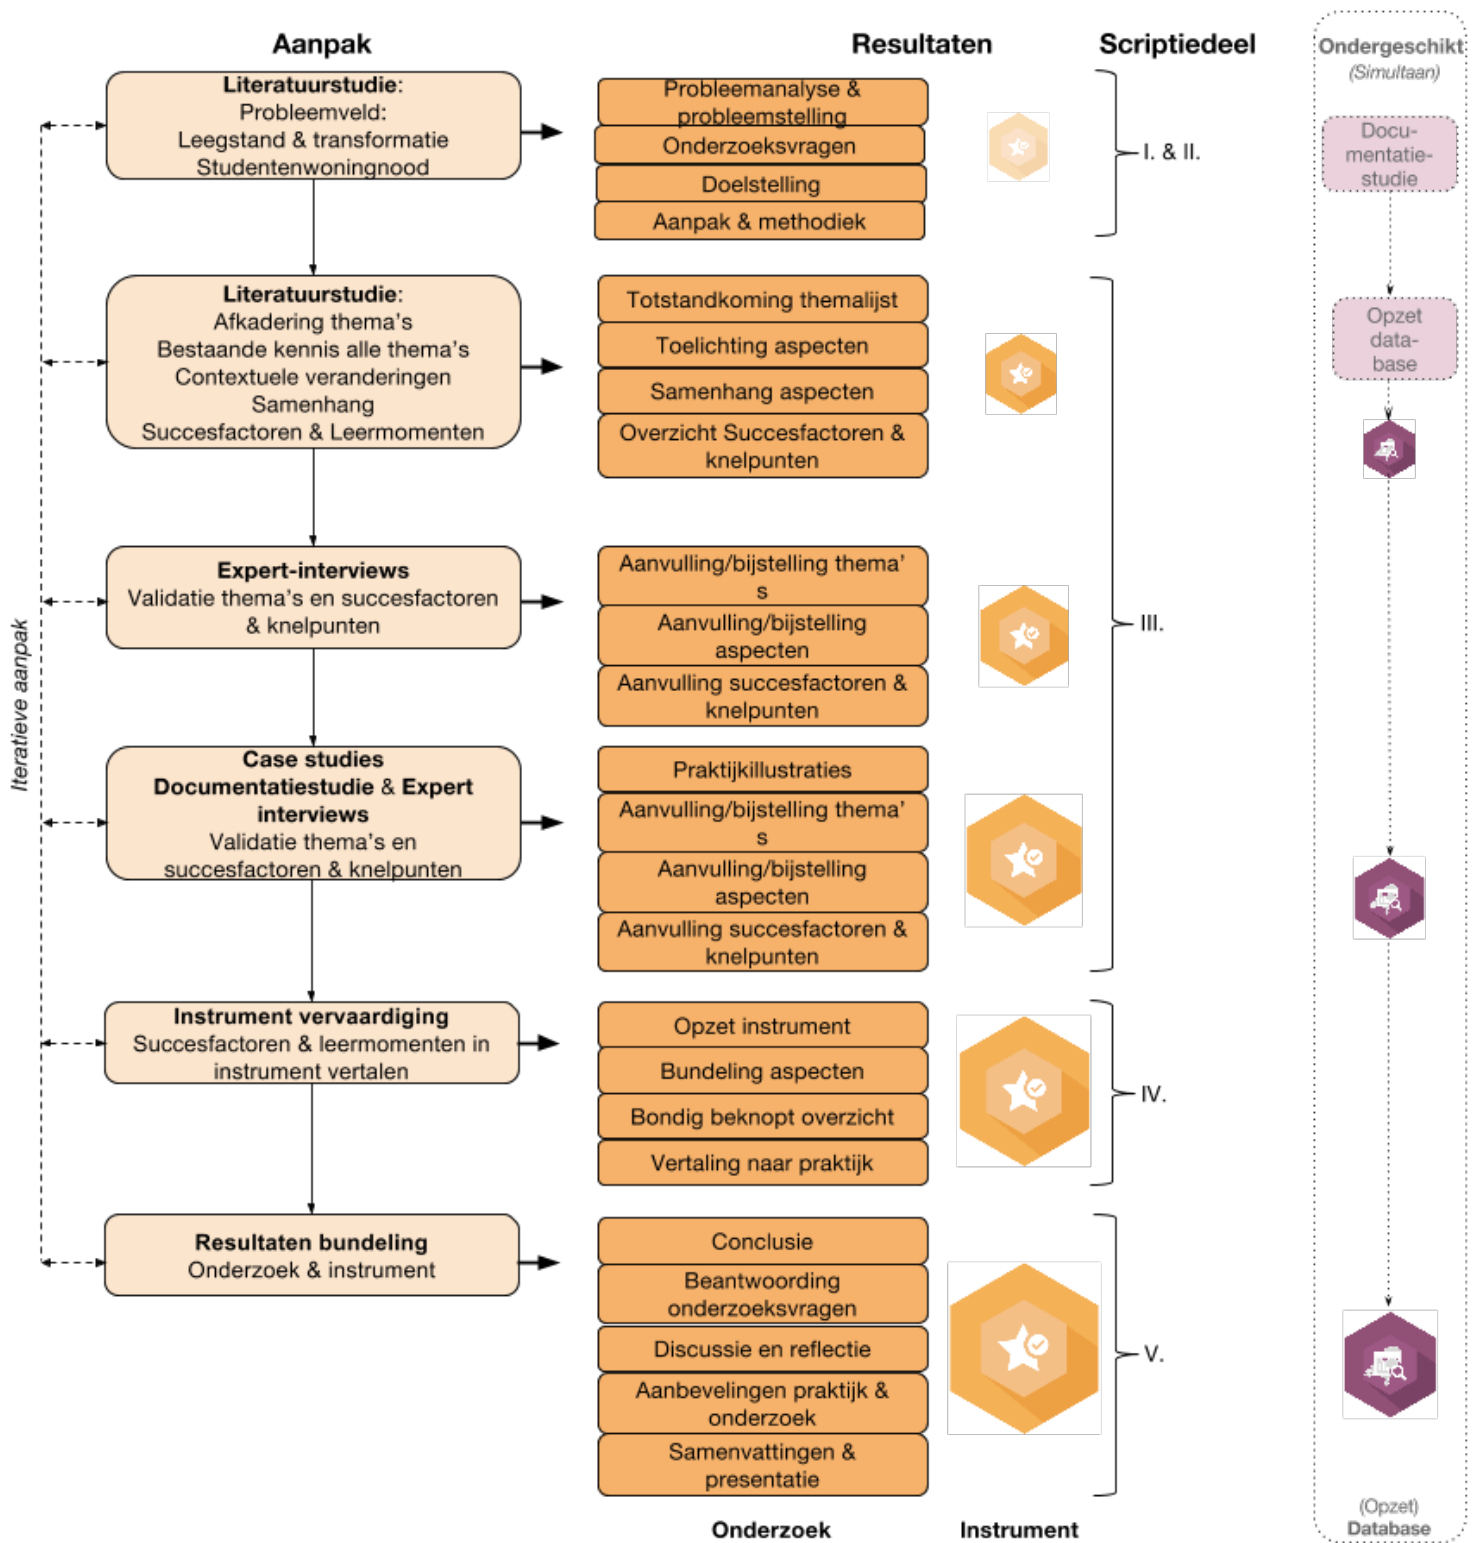 Aanpak
Resultaten
Scriptiedeel
Ondergeschikt
(Simultaan)
Literatuurstudie:
Probleemveld:
Leegstand & transformatie
Studentenwoningnood
Probleemanalyse &
probleemstelling
Onderzoeksvragen
Doelstelling
Aanpak & methodiek
I. & II.
Docu-
mentatie-
studie
Literatuurstudie:
Afkadering thema's
Bestaande kennis alle thema's
Contextuele veranderingen
Samenhang
Succesfactoren & Leermomenten
Totstandkoming themalijst
Toelichting aspecten
Samenhang aspecten
Overzicht Succesfactoren &
knelpunten
Opzet
data-
base
Iteratieve aanpak
Expert-interviews
Validatie thema's en succesfactoren
& knelpunten
Aanvulling/bijstelling thema'
s
Aanvulling/bijstelling
aspecten
Aanvulling succesfactoren &
knelpunten
III.
Case studies
Documentatiestudie & Expert
interviews
Validatie thema's en
succesfactoren & knelpunten
Praktijkillustraties
Aanvulling/bijstelling thema'
s
Aanvulling/bijstelling
aspecten
Aanvulling succesfactoren &
knelpunten
Instrument vervaardiging
Succesfactoren & leermomenten in
instrument vertalen
Opzet instrument
Bundeling aspecten
Bondig beknopt overzicht
Vertaling naar praktijk
IV.
Resultaten bundeling
Onderzoek & instrument
Conclusie
Beantwoording
onderzoeksvragen
Discussie en reflectie
Aanbevelingen praktijk &
onderzoek
Samenvattingen &
presentatie
V.
Onderzoek
Instrument
(Opzet)
Database